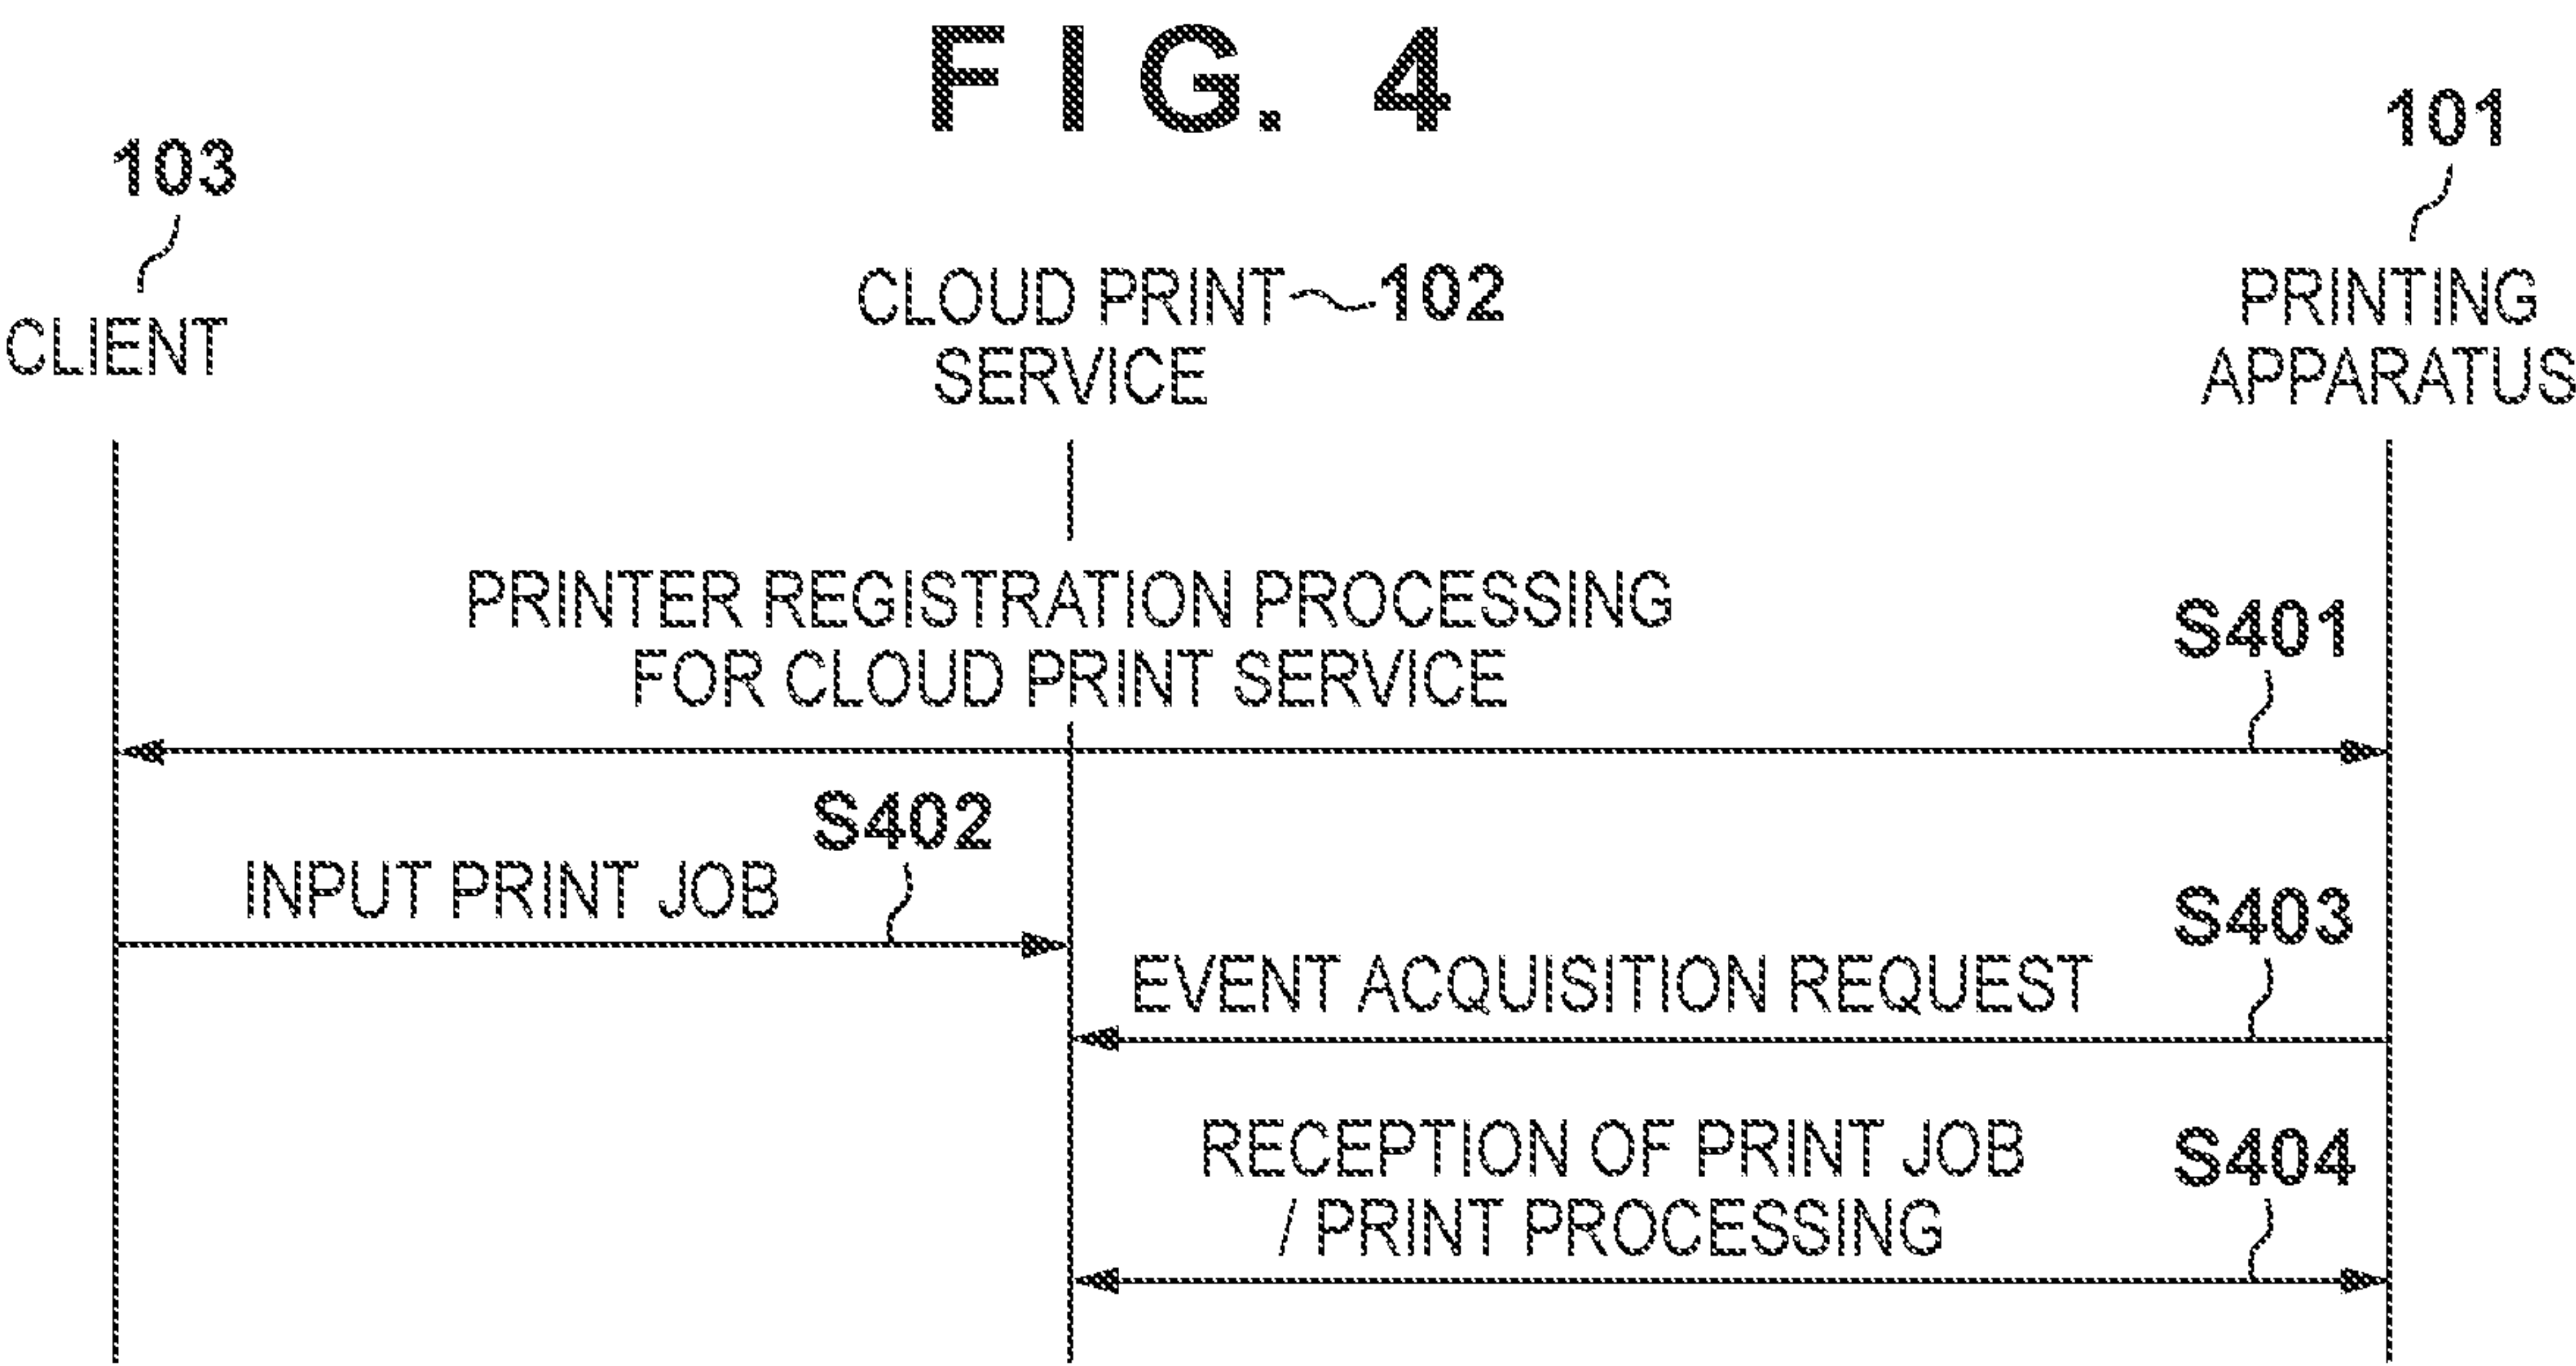 FIG. 4
103
CLIENT
CLOUD PRINT 102
SERVICE
101
PRINTING
APPARATUS
PRINTER REGISTRATION PROCESSING
FOR CLOUD PRINT SERVICE
S401
S402
INPUT PRINT JOB
S403
EVENT ACQUISITION REQUEST
RECEPTION OF PRINT JOB
/ PRINT PROCESSING
S404